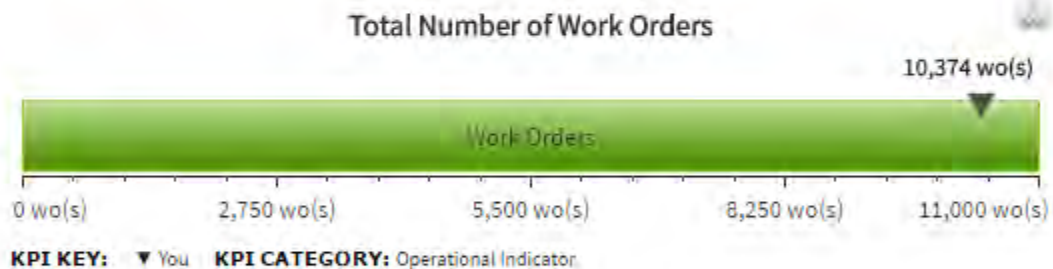 Total Number of Work Orders
10,374 wo(s)
Work Orders
0 wo(s) 2,750 wo(s) 5,500 wo(s) 8,250 wo(s) 11,000 wo(s)
KPI KEY: ▼ You KPI CATEGORY: Operational Indicator